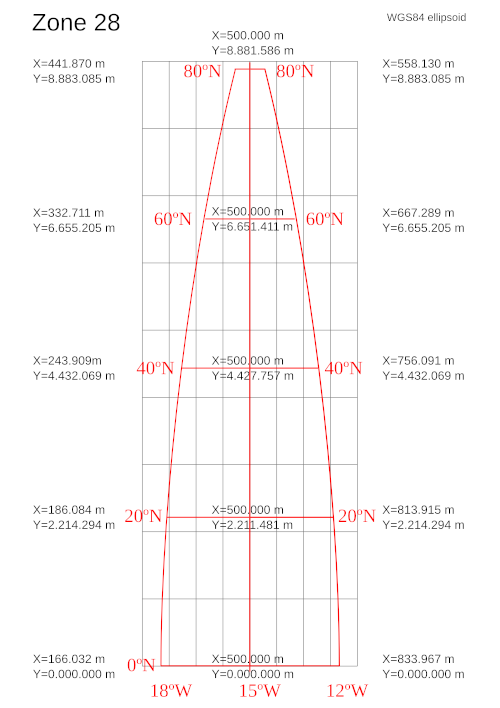 Zone 28
WGS84 ellipsoid
X=500.000 m
Y=8.881.586 m
X=441.870 m
Y=8.883.085 m
80ºN
80ºN
X=558.130 m
Y=8.883.085 m
X=332.711 m
Y=6.655.205 m
60ºN
X=500.000 m
Y=6.651.411 m
60ºN
X=667.289 m
Y=6.655.205 m
X=243.909m
Y=4.432.069 m
40ºN
X=500.000 m
Y=4.427.757 m
40ºN
X=756.091 m
Y=4.432.069 m
X=186.084 m
Y=2.214.294 m
20ºN
X=500.000 m
Y=2.211.481 m
20ºN
X=813.915 m
Y=2.214.294 m
X=166.032 m
Y=0.000.000 m
0ºN
X=500.000 m
Y=0.000.000 m
X=833.967 m
Y=0.000.000 m
18ºW
15ºW
12ºW